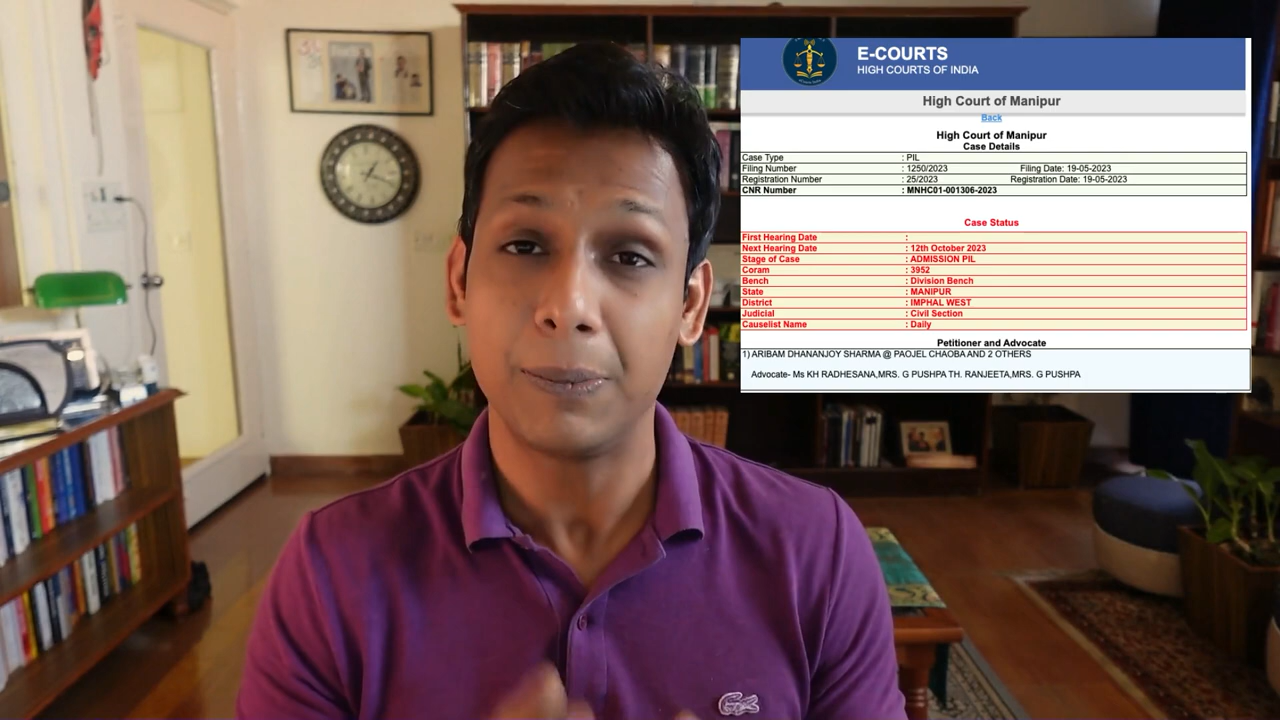 E-COURTS
HIGH COURTS OF INDIA
High Court of Manipur
Back
High Court of Manipur
Case Details
Case Type : PIL
Filing Number : 1250/2023 Filing Date: 19-05-2023
Registration Number : 25/2023 Registration Date: 19-05-2023
CNR Number : MNHC01-001306-2023
Case Status
First Hearing Date :
Next Hearing Date : 12th October 2023
Stage of Case : ADMISSION PIL
Coram : 3952
Bench : Division Bench
State : MANIPUR
District : IMPHAL WEST
Judicial : Civil Section
Causelist Name : Daily
Petitioner and Advocate
1) ARIBAM DHANANJOY SHARMA @ PAOJEL CHAOBA AND 2 OTHERS
Advocate- Ms KH RADHESANA,MRS. G PUSHPA TH. RANJEETA,MRS. G PUSHPA